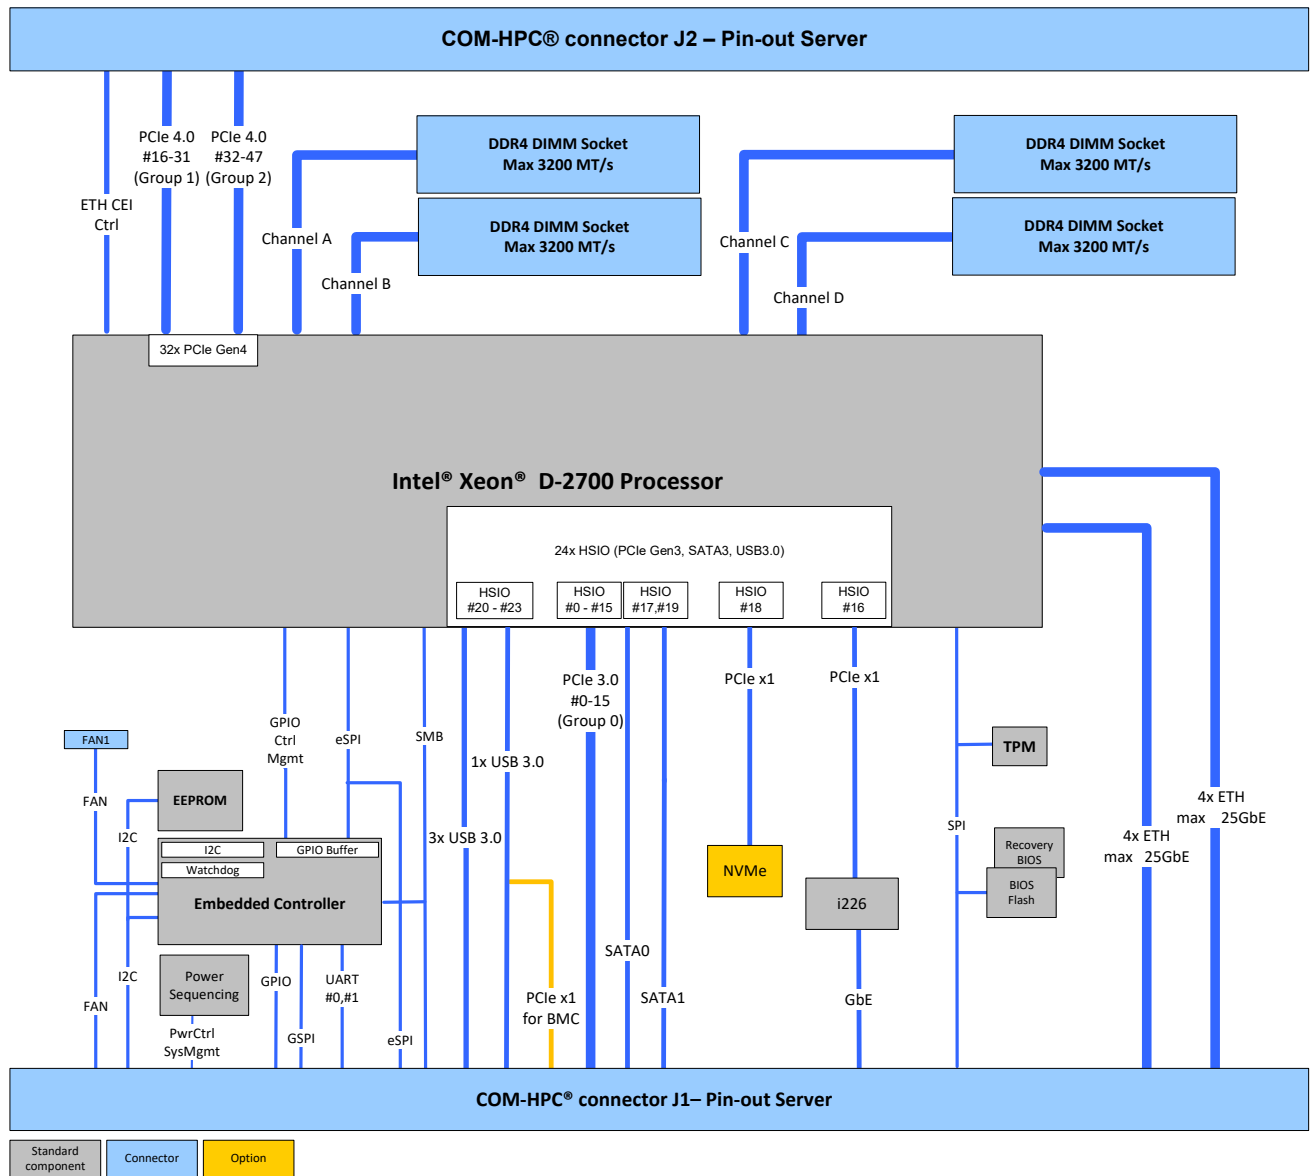 COM-HPC® connector J2 – Pin-out Server
PCIe 4.0
#16-31
(Group 1)
PCIe 4.0
#32-47
(Group 2)
ETH CEI
Ctrl
DDR4 DIMM Socket
Max 3200 MT/s
DDR4 DIMM Socket
Max 3200 MT/s
Channel A
Channel B
DDR4 DIMM Socket
Max 3200 MT/s
DDR4 DIMM Socket
Max 3200 MT/s
Channel C
Channel D
32x PCIe Gen4
Intel® Xeon® D-2700 Processor
24x HSIO (PCIe Gen3, SATA3, USB3.0)
HSIO
#20 - #23
HSIO
#0 - #15
HSIO
#17,#19
HSIO
#18
HSIO
#16
GPIO
Ctrl
Mgmt
eSPI
SMB
3x USB 3.0
1x USB 3.0
PCIe 3.0
#0-15
(Group 0)
PCIe x1
PCIe x1
FAN1
FAN
EEPROM
I2C
I2C
GPIO Buffer
Watchdog
Embedded Controller
TPM
SPI
Recovery
BIOS
BIOS
Flash
NVMe
i226
4x ETH
max 25GbE
4x ETH
max 25GbE
FAN
I2C
Power
Sequencing
PwrCtrl
SysMgmt
GPIO
GSPI
UART
#0,#1
eSPI
PCIe x1
for BMC
SATA0
SATA1
GbE
COM-HPC® connector J1– Pin-out Server
Standard
component
Connector
Option